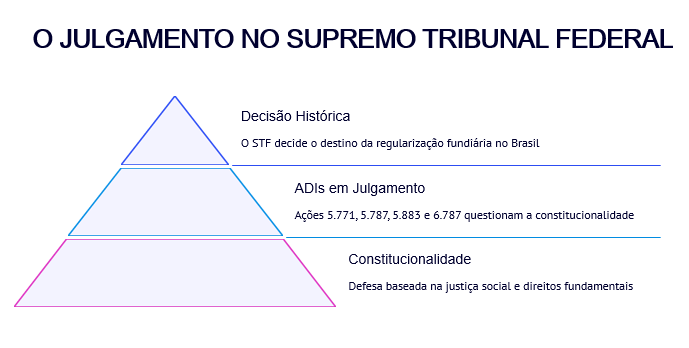 O JULGAMENTO NO SUPREMO TRIBUNAL FEDERAL
Decisão Histórica
O STF decide o destino da regularização fundiária no Brasil
ADIs em Julgamento
Ações 5.771, 5.787, 5.883 e 6.787 questionam a constitucionalidade
Constitucionalidade
Defesa baseada na justiça social e direitos fundamentais